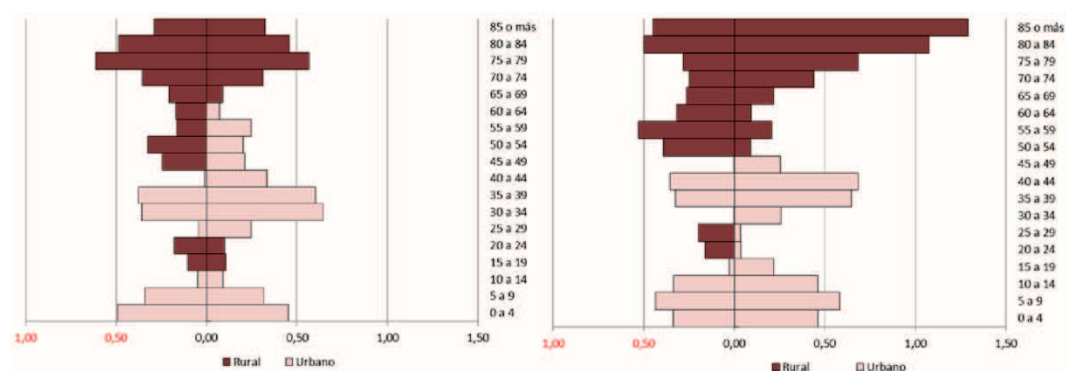 85 o más
80 a 84
75 a 79
70 a 74
65 a 69
60 a 64
55 a 59
50 a 54
45 a 49
40 a 44
35 a 39
30 a 34
25 a 29
20 a 24
15 a 19
10 a 14
5 a 9
0 a 4
1,00 0,50 0,00 0,50 1,00 1,50
Rural Urbano
85 o más
80 a 84
75 a 79
70 a 74
65 a 69
60 a 64
55 a 59
50 a 54
45 a 49
40 a 44
35 a 39
30 a 34
25 a 29
20 a 24
15 a 19
10 a 14
5 a 9
0 a 4
1,00 0,50 0,00 0,50 1,00 1,50
Rural Urbano